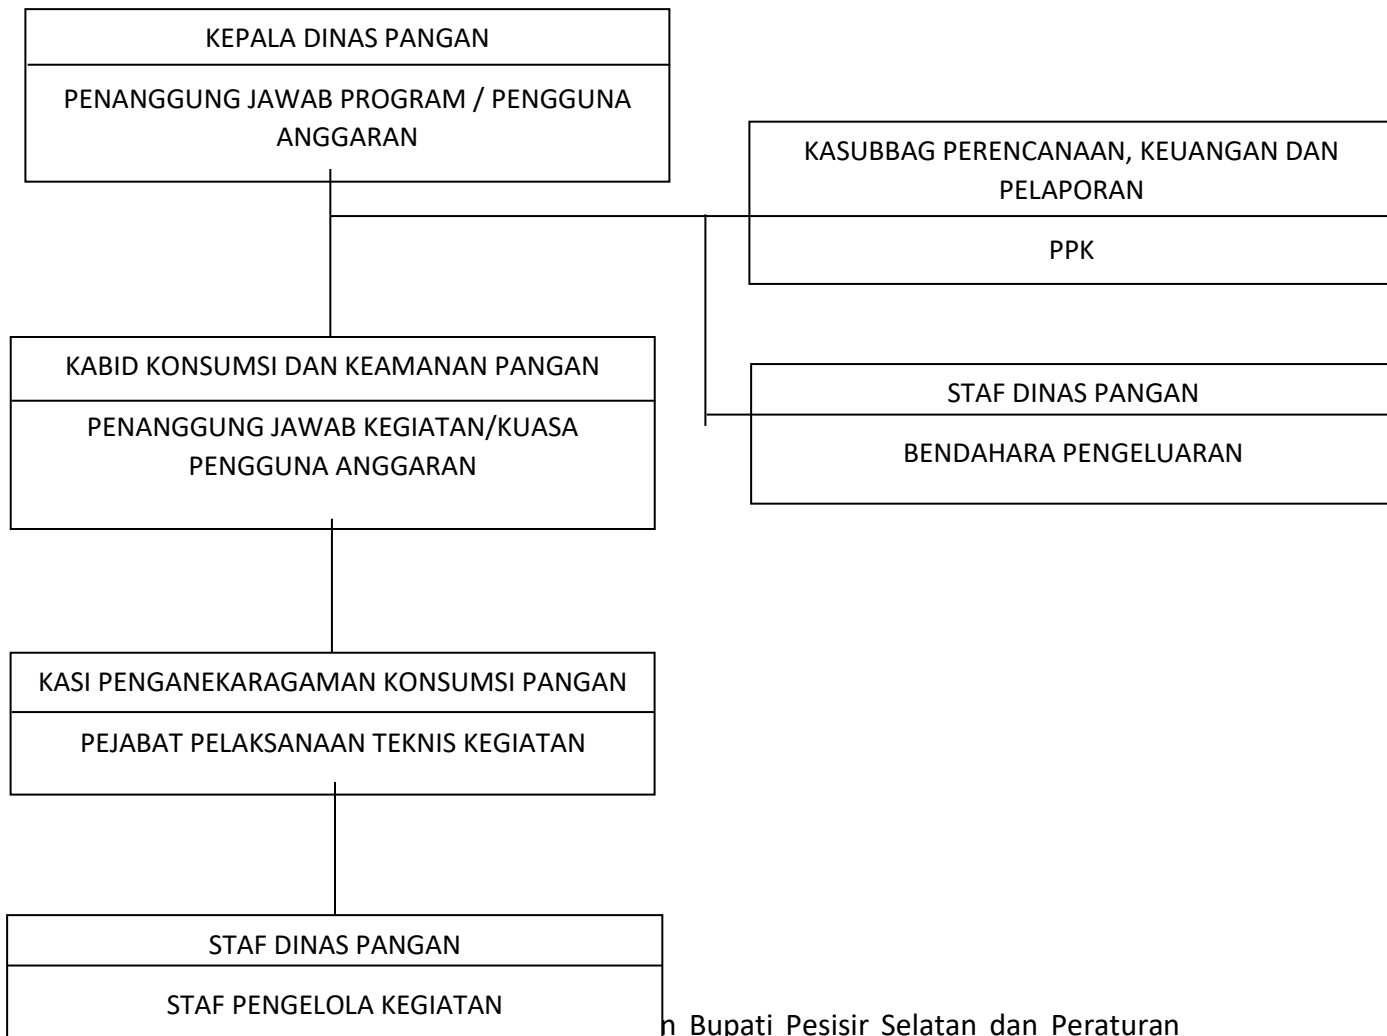 KEPALA DINAS PANGAN
PENANGGUNG JAWAB PROGRAM / PENGGUNA
ANGGARAN
KASUBBAG PERENCANAAN, KEUANGAN DAN
PELAPORAN
PPK
KABID KONSUMSI DAN KEAMANAN PANGAN
PENANGGUNG JAWAB KEGIATAN/KUASA
PENGGUNA ANGGARAN
STAF DINAS PANGAN
BENDAHARA PENGELUARAN
KASI PENGANEKARAGAMAN KONSUMSI PANGAN
PEJABAT PELAKSANAAN TEKNIS KEGIATAN
STAF DINAS PANGAN
STAF PENGELOLA KEGIATAN
Bupati Pesisir Selatan dan Peraturan